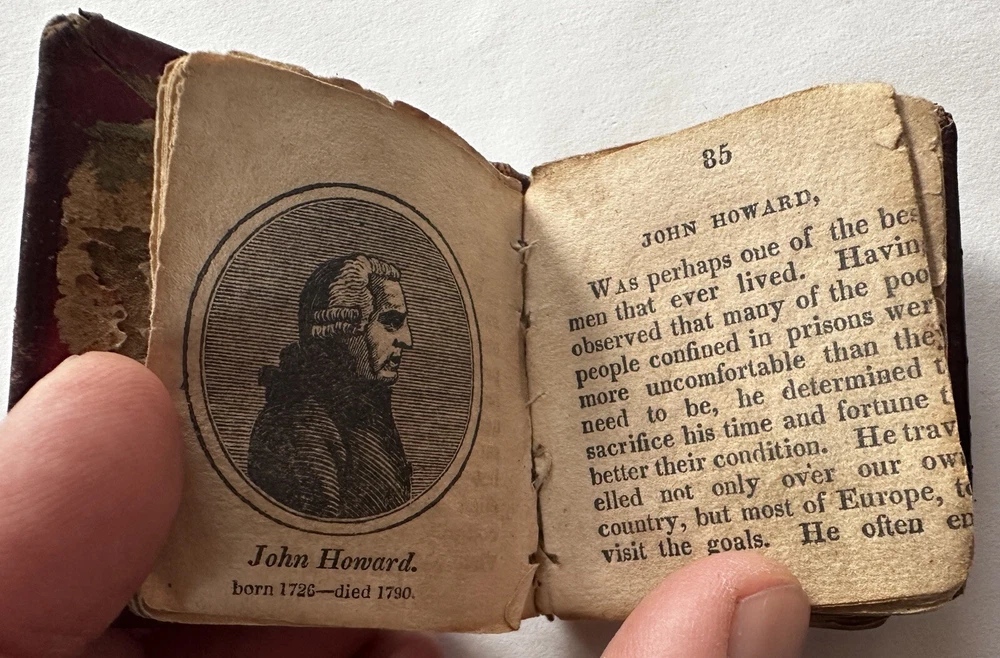 John Howard.
born 1726—died 1790.
85
JOHN HOWARD,
WAS perhaps one of the bes
men that ever lived. Havin
observed that many of the poo
people confined in prisons wer
more uncomfortable than the
need to be, he determined t
sacrifice his time and fortune t
better their condition. He trav
elled not only over our ow
country, but most of Europe, to
visit the goals. He often en